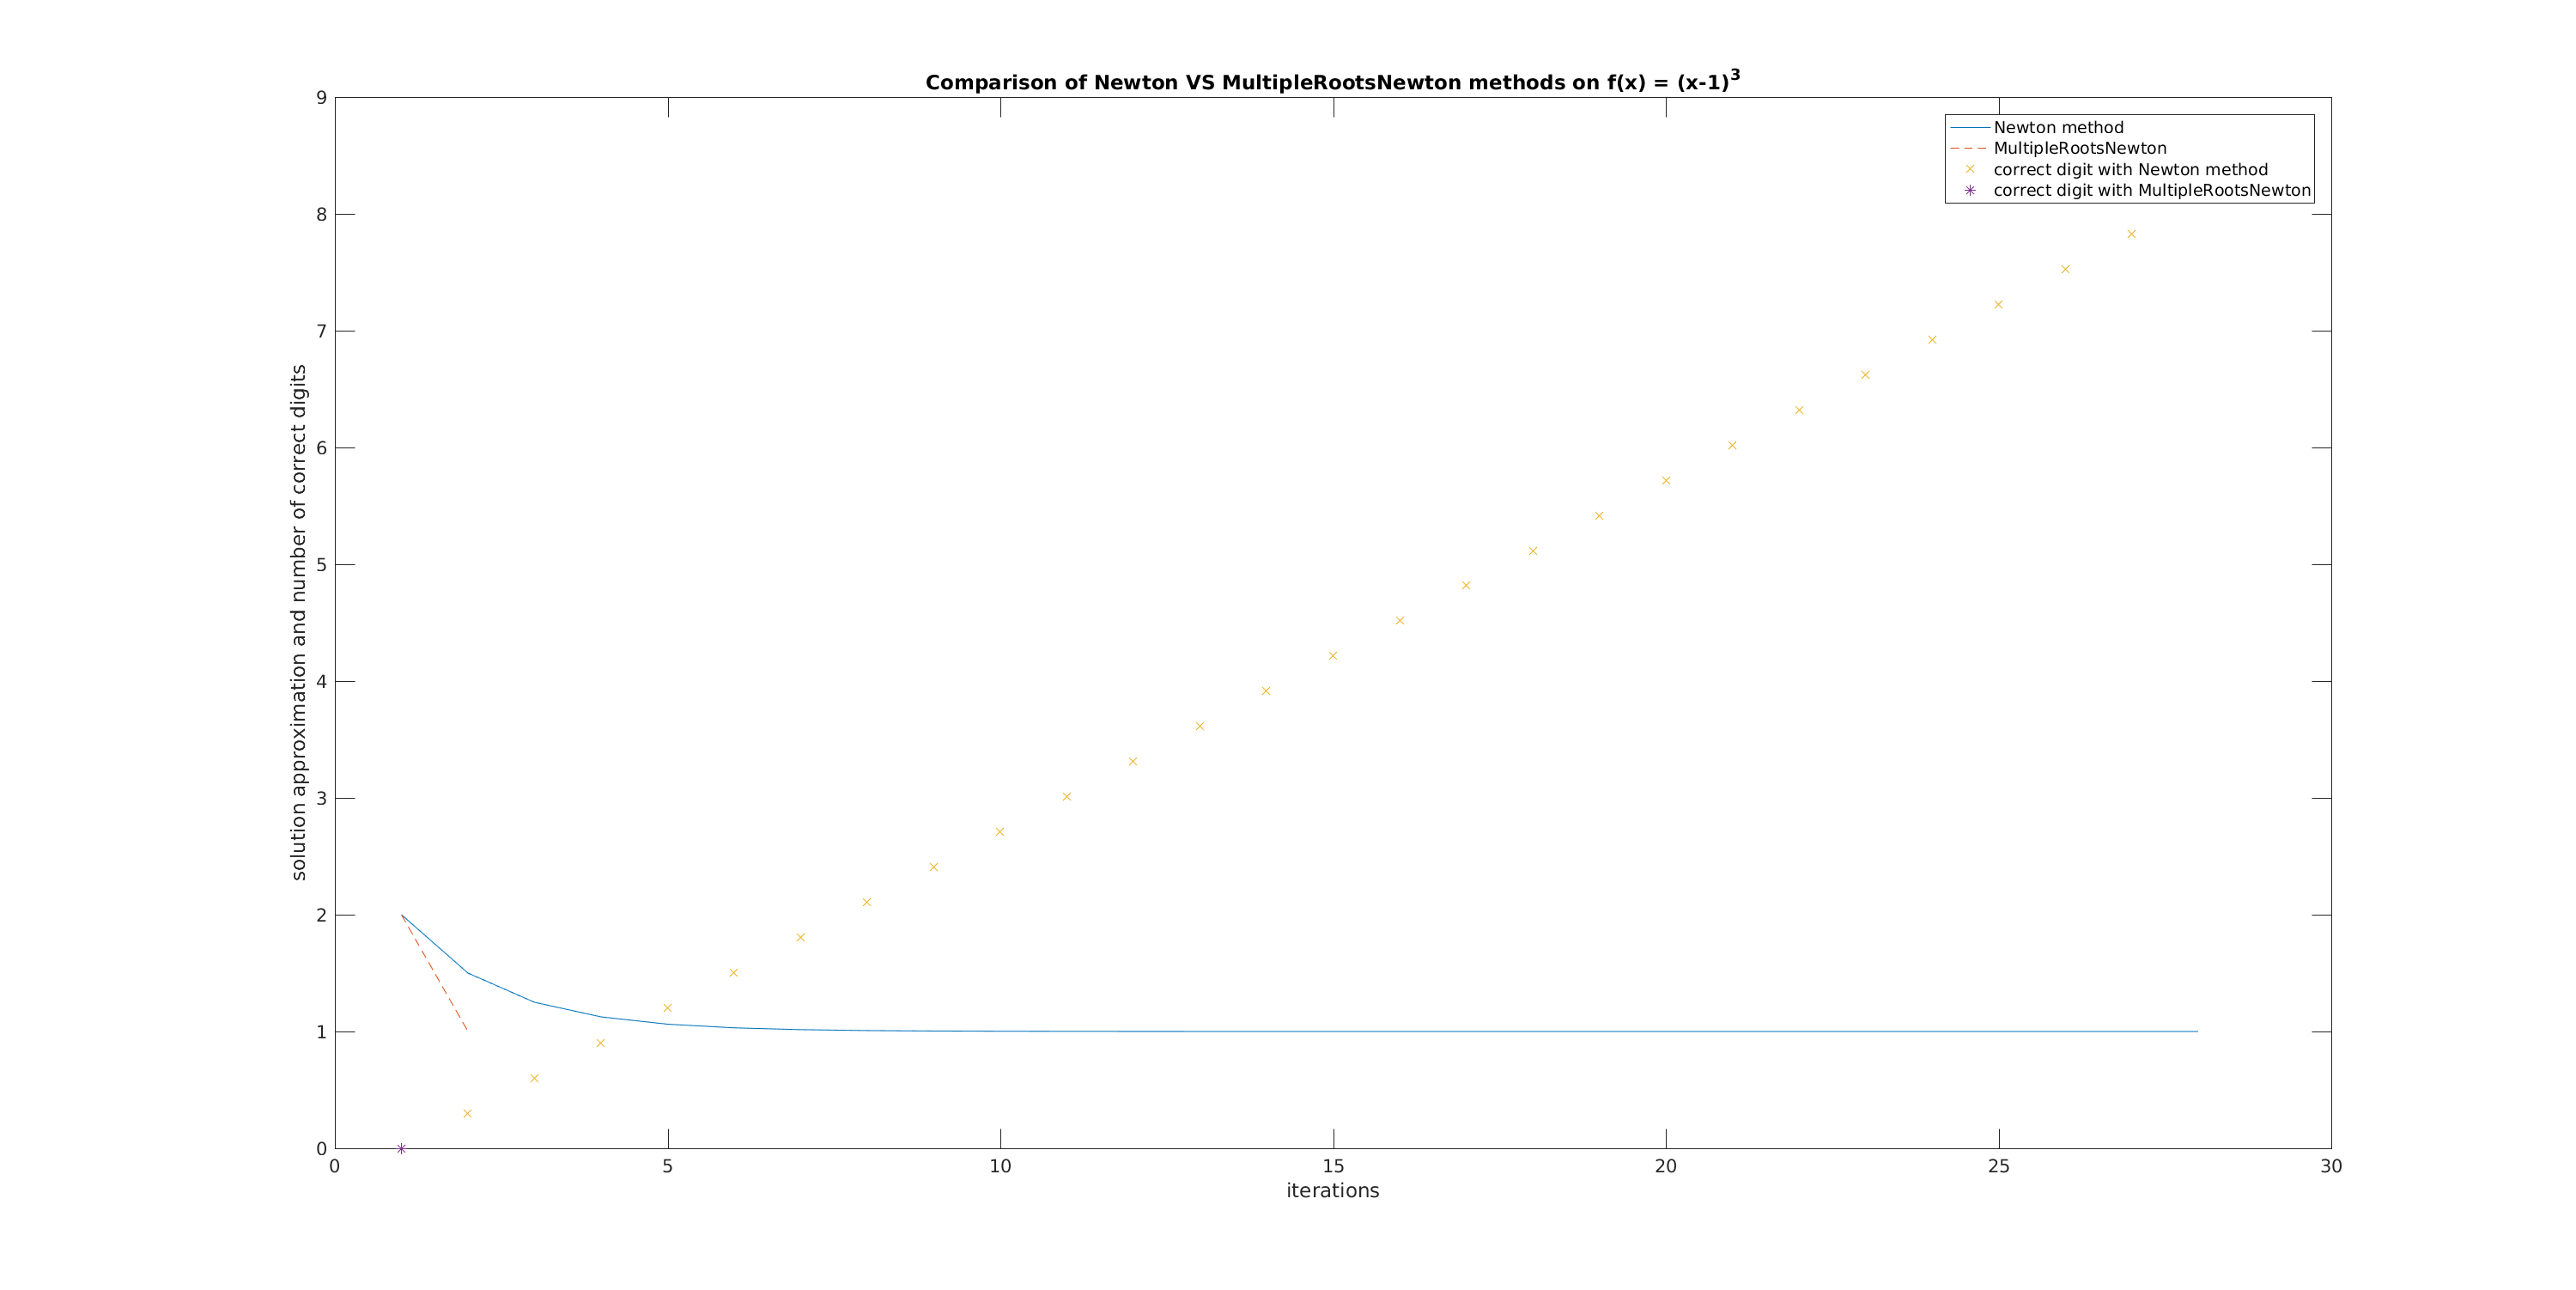 Comparison of Newton VS MultipleRootsNewton methods on f(x) = (x-1)^3
Newton method
MultipleRootsNewton
correct digit with Newton method
correct digit with MultipleRootsNewton
solution approximation and number of correct digits
9
8
7
6
5
4
3
2
1
0
0 5 10 15 20 25 30
iterations